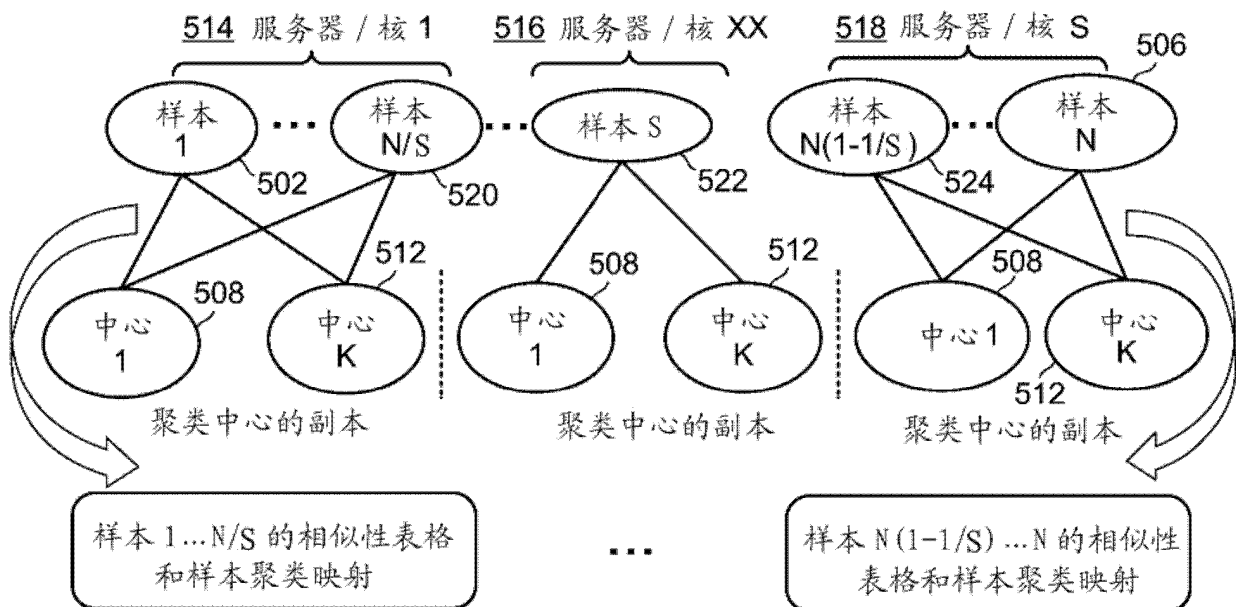 514 服务器 / 核 1
516 服务器 / 核 XX
518 服务器 / 核 S
506
样本
1
...
样本
N/S
...
样本 S
样本
N(1-1/S)
...
样本
N
502
520
522
524
508
512
508
512
508
512
中心
1
中心
K
中心
1
中心
K
中心 1
中心
K
聚类中心的副本
聚类中心的副本
聚类中心的副本
样本 1...N/S 的相似性表格
和样本聚类映射
...
样本 N(1-1/S)...N 的相似性
表格和样本聚类映射